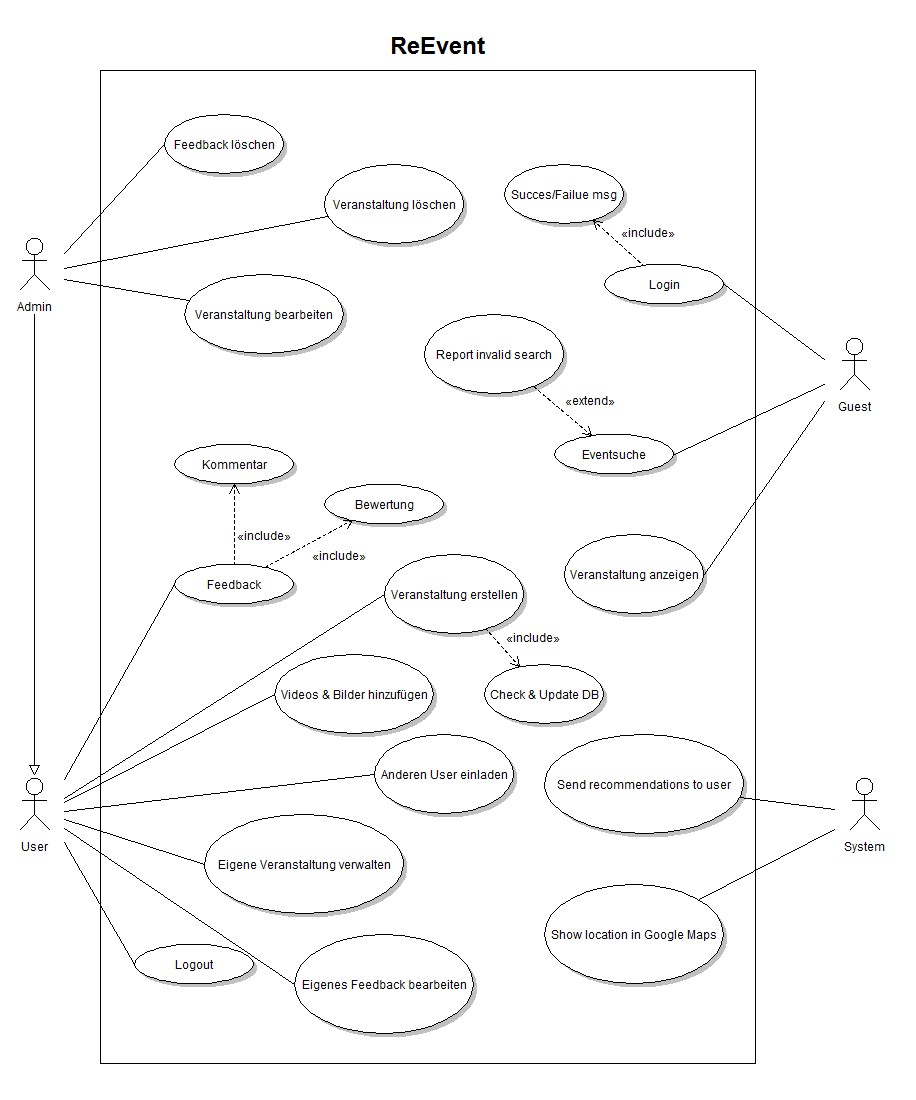 ReEvent
Feedback löschen
Veranstaltung löschen
Succes/Failue msg
«include»
Admin
Login
Veranstaltung bearbeiten
Report invalid search
«extend»
Guest
Eventsuche
Kommentar
Bewertung
«include»
«include»
Feedback
Veranstaltung anzeigen
Veranstaltung erstellen
«include»
Videos & Bilder hinzufügen
Check & Update DB
Anderen User einladen
Send recommendations to user
User
System
Eigene Veranstaltung verwalten
Show location in Google Maps
Logout
Eigenes Feedback bearbeiten